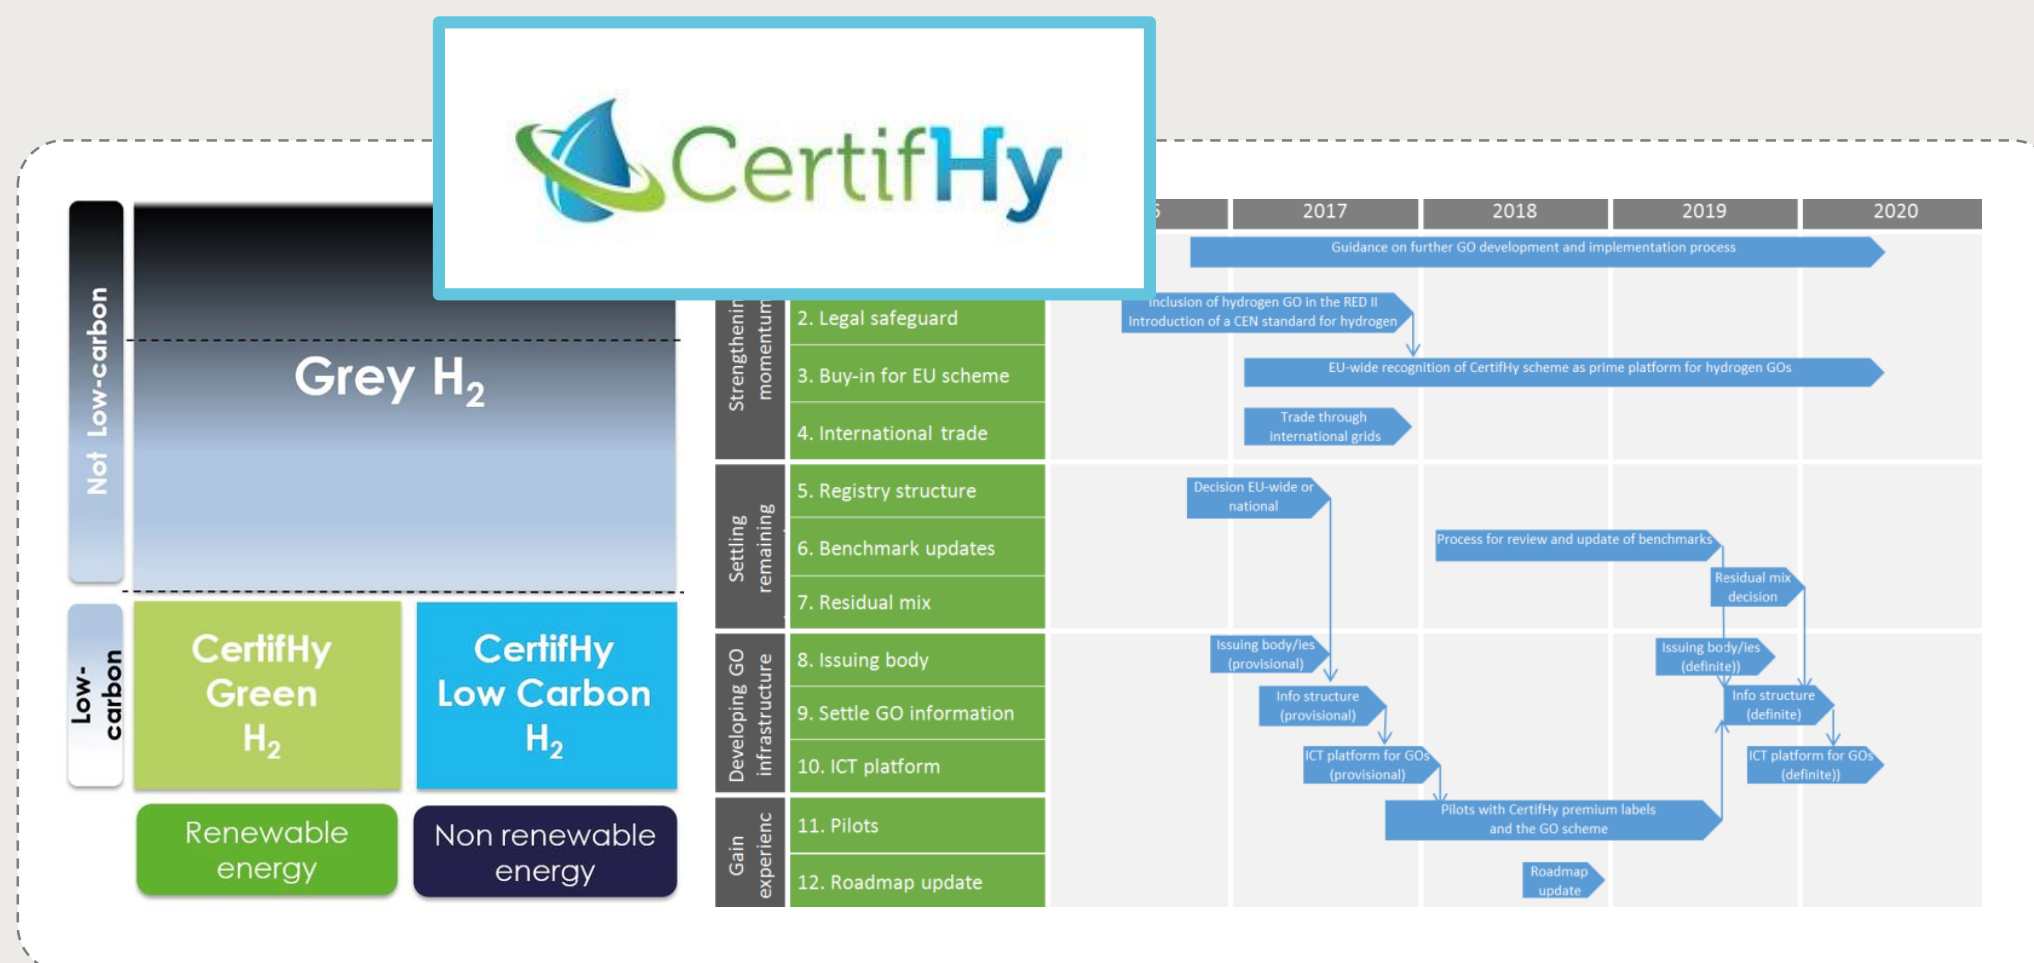 CertifHy
Not Low-carbon
Grey H2
Low-
carbon
CertifHy
Green
H2
CertifHy
Low Carbon
H2
Renewable
energy
Non renewable
energy
2017
2018
2019
2020
Guidance on further GO development and implementation process
momentum
2. Legal safeguard
Inclusion of hydrogen GO in the RED II
Introduction of a CEN standard for hydrogen
3. Buy-in for EU scheme
EU-wide recognition of CertifHy scheme as prime platform for hydrogen GOs
4. International trade
Trade through
international grids
Settling
remaining
5. Registry structure
Decision EU-wide or
national
6. Benchmark updates
Process for review and update of benchmarks
7. Residual mix
Residual mix
decision
Developing GO
infrastructure
8. Issuing body
Issuing body/ies
(provisional)
Issuing body/ies
(definite))
9. Settle GO information
Info structure
(provisional)
Info structure
(definite)
10. ICT platform
ICT platform for GOs
(provisional)
ICT platform for GOs
(definite))
Gain
experienc
11. Pilots
Pilots with CertifHy premium labels
and the GO scheme
12. Roadmap update
Roadmap
update